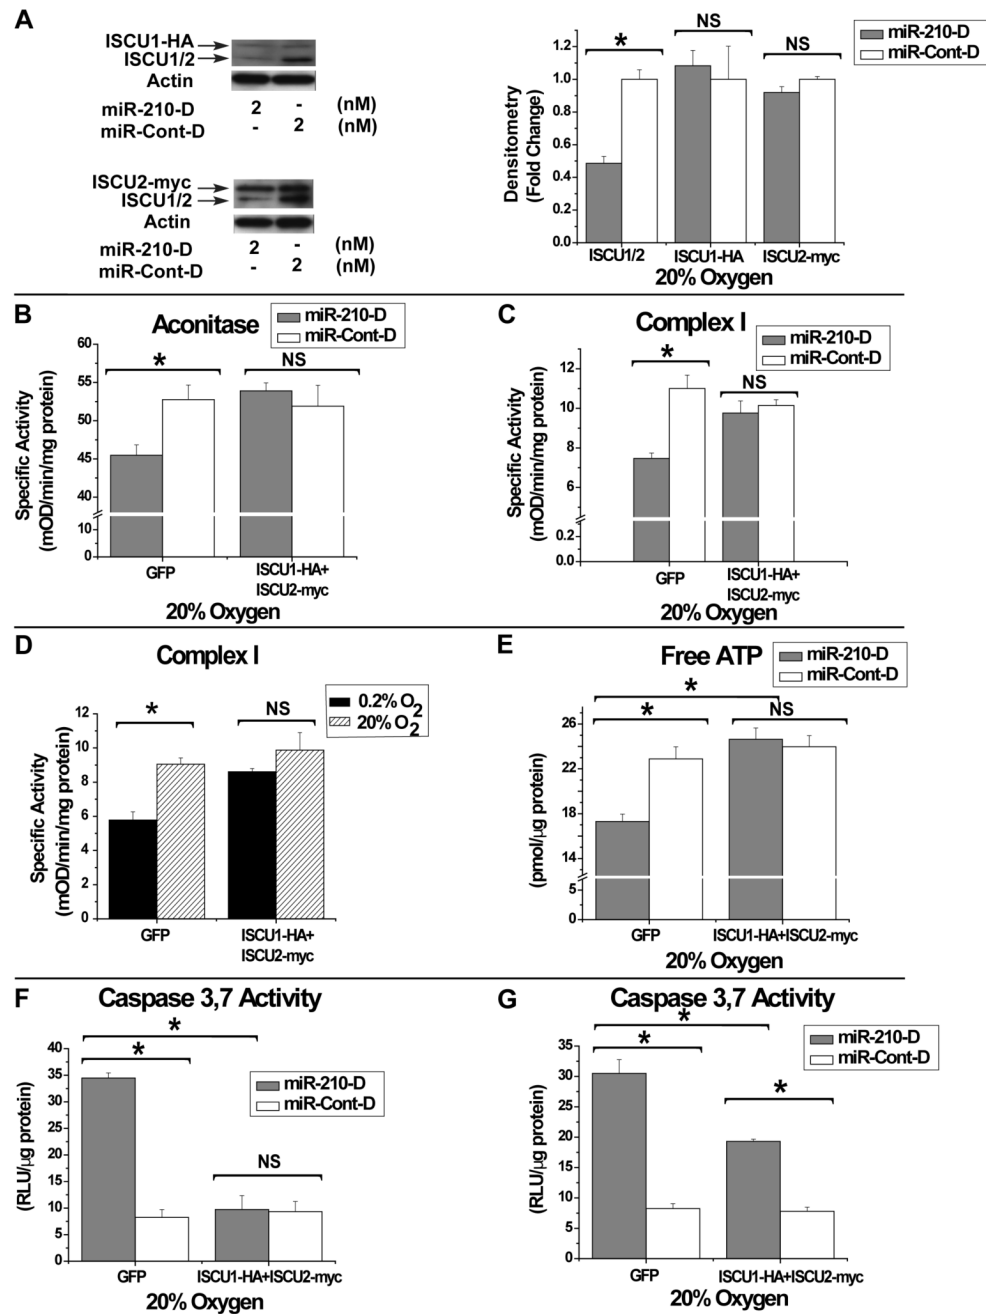 A
ISCU1-HA
ISCU1/2
Actin
miR-210-D 2 - (nM)
miR-Cont-D - 2 (nM)
ISCU2-myc
ISCU1/2
Actin
miR-210-D 2 - (nM)
miR-Cont-D - 2 (nM)
miR-210-D
miR-Cont-D
* NS NS
Densitometry
(Fold Change)
1.2
1.0
0.8
0.6
0.4
0.2
0.0
ISCU1/2 ISCU1-HA ISCU2-myc
20% Oxygen
B
Aconitase
miR-210-D
miR-Cont-D
* NS
Specific Activity
(mOD/min/mg protein)
60
55
50
45
40
10
5
0
GFP ISCU1-HA+
ISCU2-myc
20% Oxygen
C
Complex I
miR-210-D
miR-Cont-D
* NS
Specific Activity
(mOD/min/mg protein)
12
10
8
6
0.2
0.0
GFP ISCU1-HA+
ISCU2-myc
20% Oxygen
D
Complex I
0.2% O2
20% O2
* NS
Specific Activity
(mOD/min/mg protein)
12
10
8
6
4
2
0
GFP ISCU1-HA+
ISCU2-myc
E
Free ATP
miR-210-D
miR-Cont-D
*
* NS
(pmol/µg protein)
26
22
18
14
5
0
GFP ISCU1-HA+ISCU2-myc
20% Oxygen
F
Caspase 3,7 Activity
*
*
miR-210-D
miR-Cont-D
NS
(RLU/µg protein)
40
35
30
25
20
15
10
5
0
GFP ISCU1-HA+ISCU2-myc
20% Oxygen
G
Caspase 3,7 Activity
*
*
miR-210-D
miR-Cont-D
*
(RLU/µg protein)
35
30
25
20
15
10
5
0
GFP ISCU1-HA+ISCU2-myc
20% Oxygen